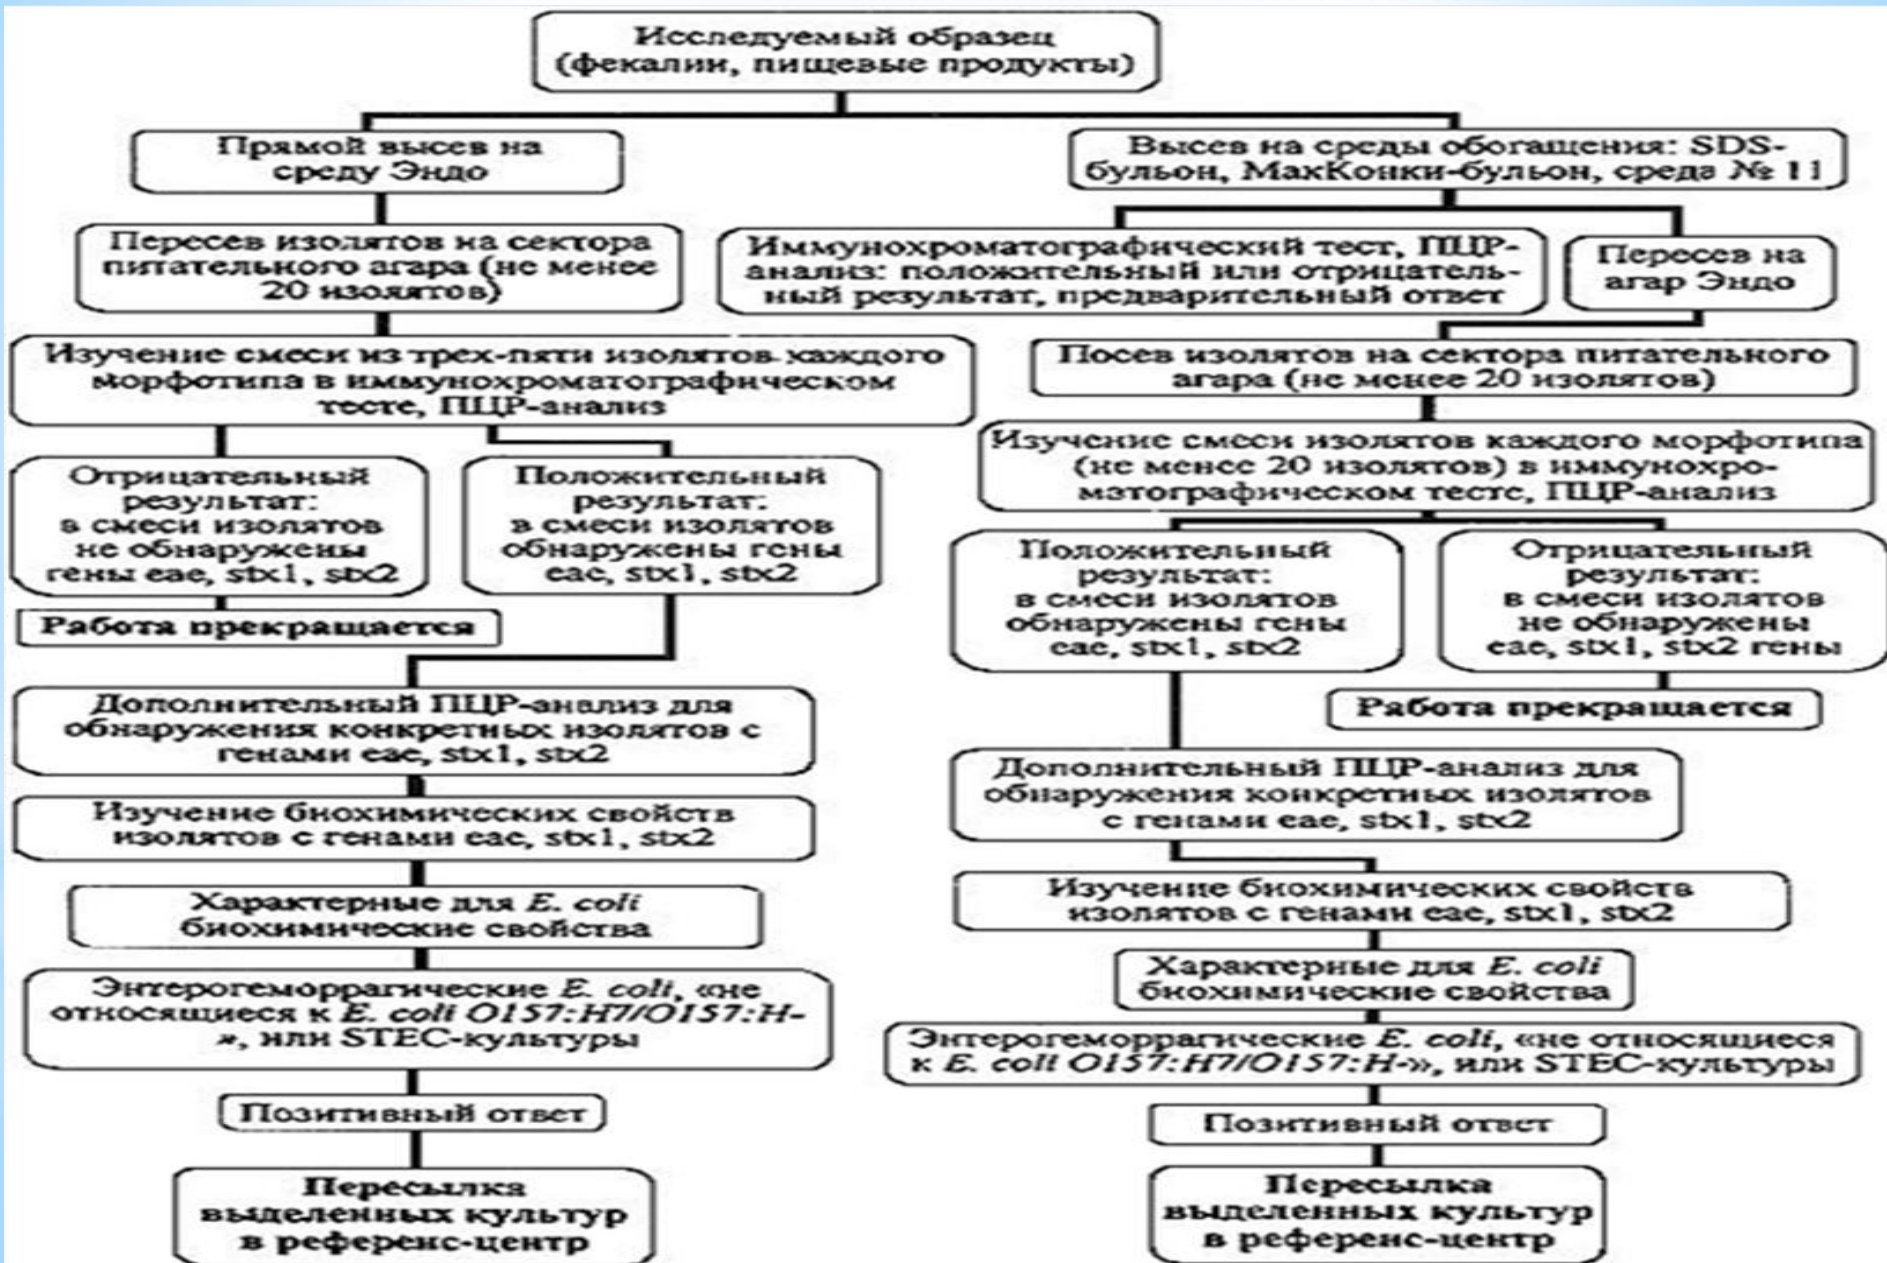 Исследуемый образец
(фекалии, пищевые продукты)
Прямой высев на
среду Эндо
Высев на среды обогащения: SDS-
бульон, МакКонки-бульон, среда № 11
Пересев изолятов на сектора
питательного агара (не менее
20 изолятов)
Иммунохроматографический тест, ПЦР-
анализ: положительный или отрицатель-
ный результат, предварительный ответ
Пересев на
агар Эндо
Изучение смеси из трех-пяти изолятов каждого
морфотипа в иммунохроматографическом
тесте, ПЦР-анализ
Посев изолятов на сектора питательного
агара (не менее 20 изолятов)
Изучение смеси изолятов каждого морфотипа
(не менее 20 изолятов) в иммунохро-
матографическом тесте, ПЦР-анализ
Отрицательный
результат:
в смеси изолятов
не обнаружены
гены eae, stx1, stx2
Положительный
результат:
в смеси изолятов
обнаружены гены
eae, stx1, stx2
Работа прекращается
Положительный
результат:
в смеси изолятов
обнаружены гены
eae, stx1, stx2
Отрицательный
результат:
в смеси изолятов
не обнаружены
eae, stx1, stx2 гены
Работа прекращается
Дополнительный ПЦР-анализ для
обнаружения конкретных изолятов с
генами eae, stx1, stx2
Дополнительный ПЦР-анализ для
обнаружения конкретных изолятов
с генами eae, stx1, stx2
Изучение биохимических свойств
изолятов с генами eae, stx1, stx2
Изучение биохимических свойств
изолятов с генами eae, stx1, stx2
Характерные для E. coli
биохимические свойства
Характерные для E. coli
биохимические свойства
Энтерогеморрагические E. coli, «не
относящиеся к E. coli O157:H7/O157:H-
», или STEC-культуры
Энтерогеморрагические E. coli, «не относящиеся
к E. coli O157:H7/O157:H-», или STEC-культуры
Позитивный ответ
Позитивный ответ
Пересылка
выделенных культур
в референс-центр
Пересылка
выделенных культур
в референс-центр